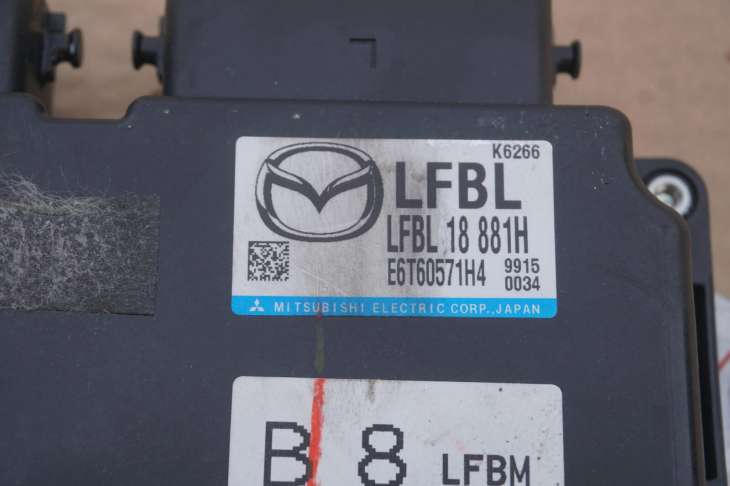 L
K6266
LFBL
LFBL 18 881H
E6T60571H4 9915
0034
MITSUBISHI ELECTRIC CORP., JAPAN
B 8 LFBM